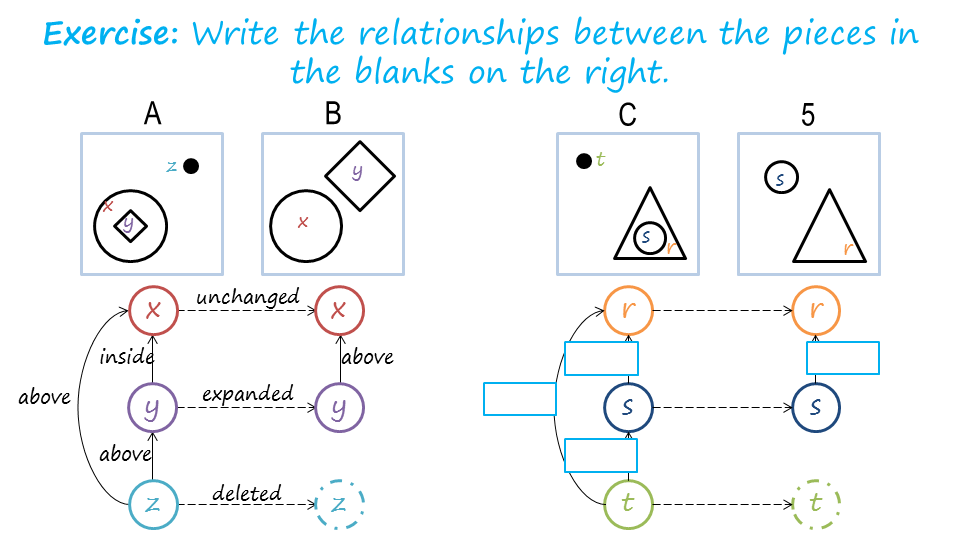 Exercise: Write the relationships between the pieces in
the blanks on the right.
A
B
C
5
z
x
y
y
x
t
s
r
s
r
x
unchanged
x
r
r
inside
above
above
y
expanded
y
s
s
above
z
deleted
z
t
t